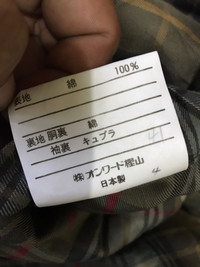 表地 綿 100%
裏地 胴裏 綿
袖裏 キュプラ
㈱オンワード樫山
日本製